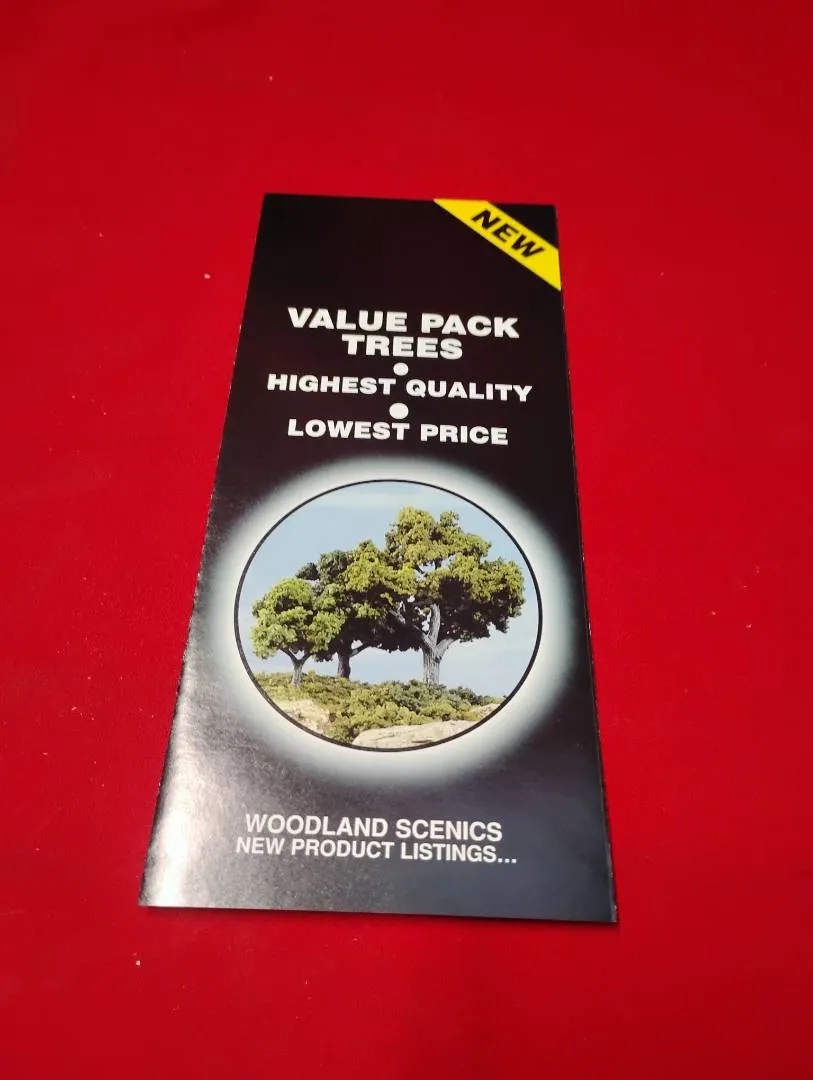 NEW
VALUE PACK
TREES
•
HIGHEST QUALITY
•
LOWEST PRICE
WOODLAND SCENICS
NEW PRODUCT LISTINGS...